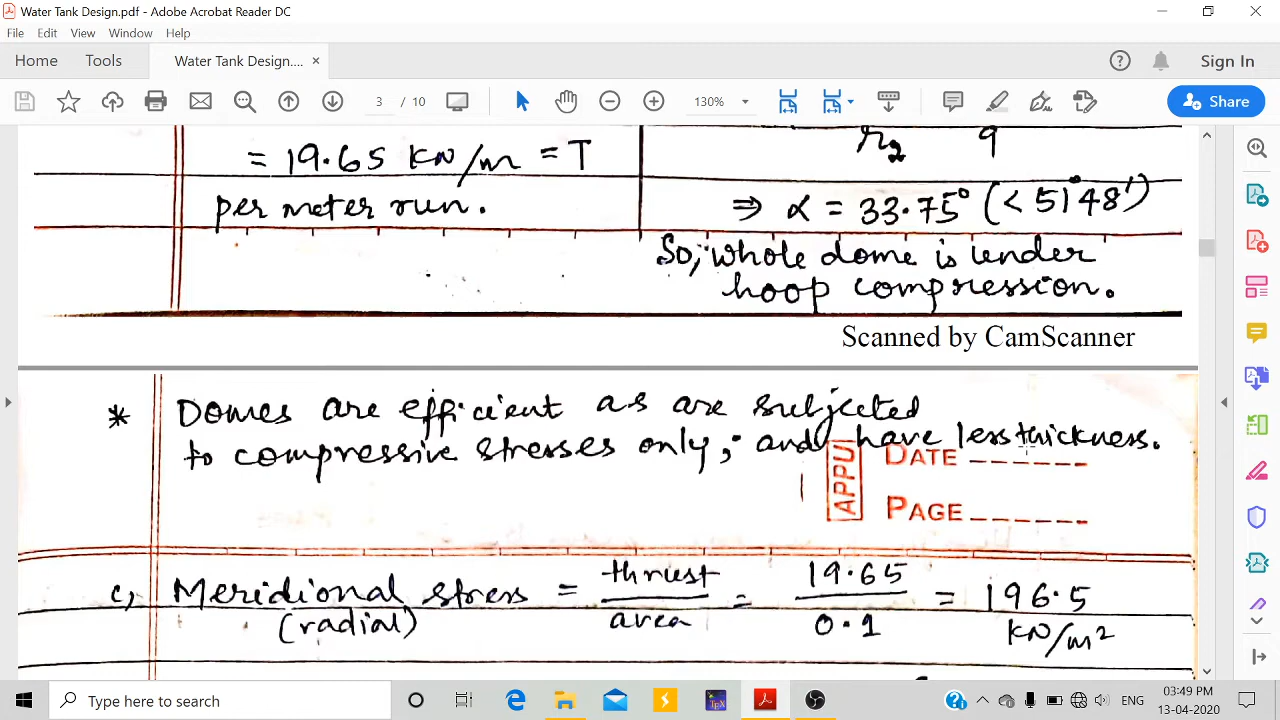 Water Tank Design.pdf - Adobe Acrobat Reader DC
File Edit View Window Help
Home Tools Water Tank Design.... × Sign In
3 / 10 130% Share
= 19.65 KN/m = T
per meter run.
r2 9
⇒ α = 33.75° (< 51°48')
So, whole dome is under
hoop compression.
Scanned by CamScanner
* Domes are efficient as are subjected
to compressive stresses only; and have less thickness.
APPU
DATE ------
PAGE ------
c, Meridional stress = thrust/area = 19.65/0.1 = 196.5
(radial) KN/m²
Type here to search
ENG
03:49 PM
13-04-2020